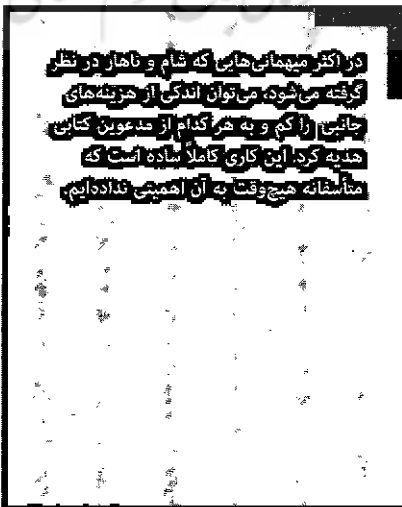 در اکثر میهمانی‌هایی که شام و ناهار در نظر
گرفته می‌شود، می‌توان اندکی از هزینه‌های
جانبی را کم و به هر کدام از مدعوین کتابی
هدیه کرد. این کاری کاملاً ساده است که
متأسفانه هیچ‌وقت به آن اهمیتی نداده‌ایم.